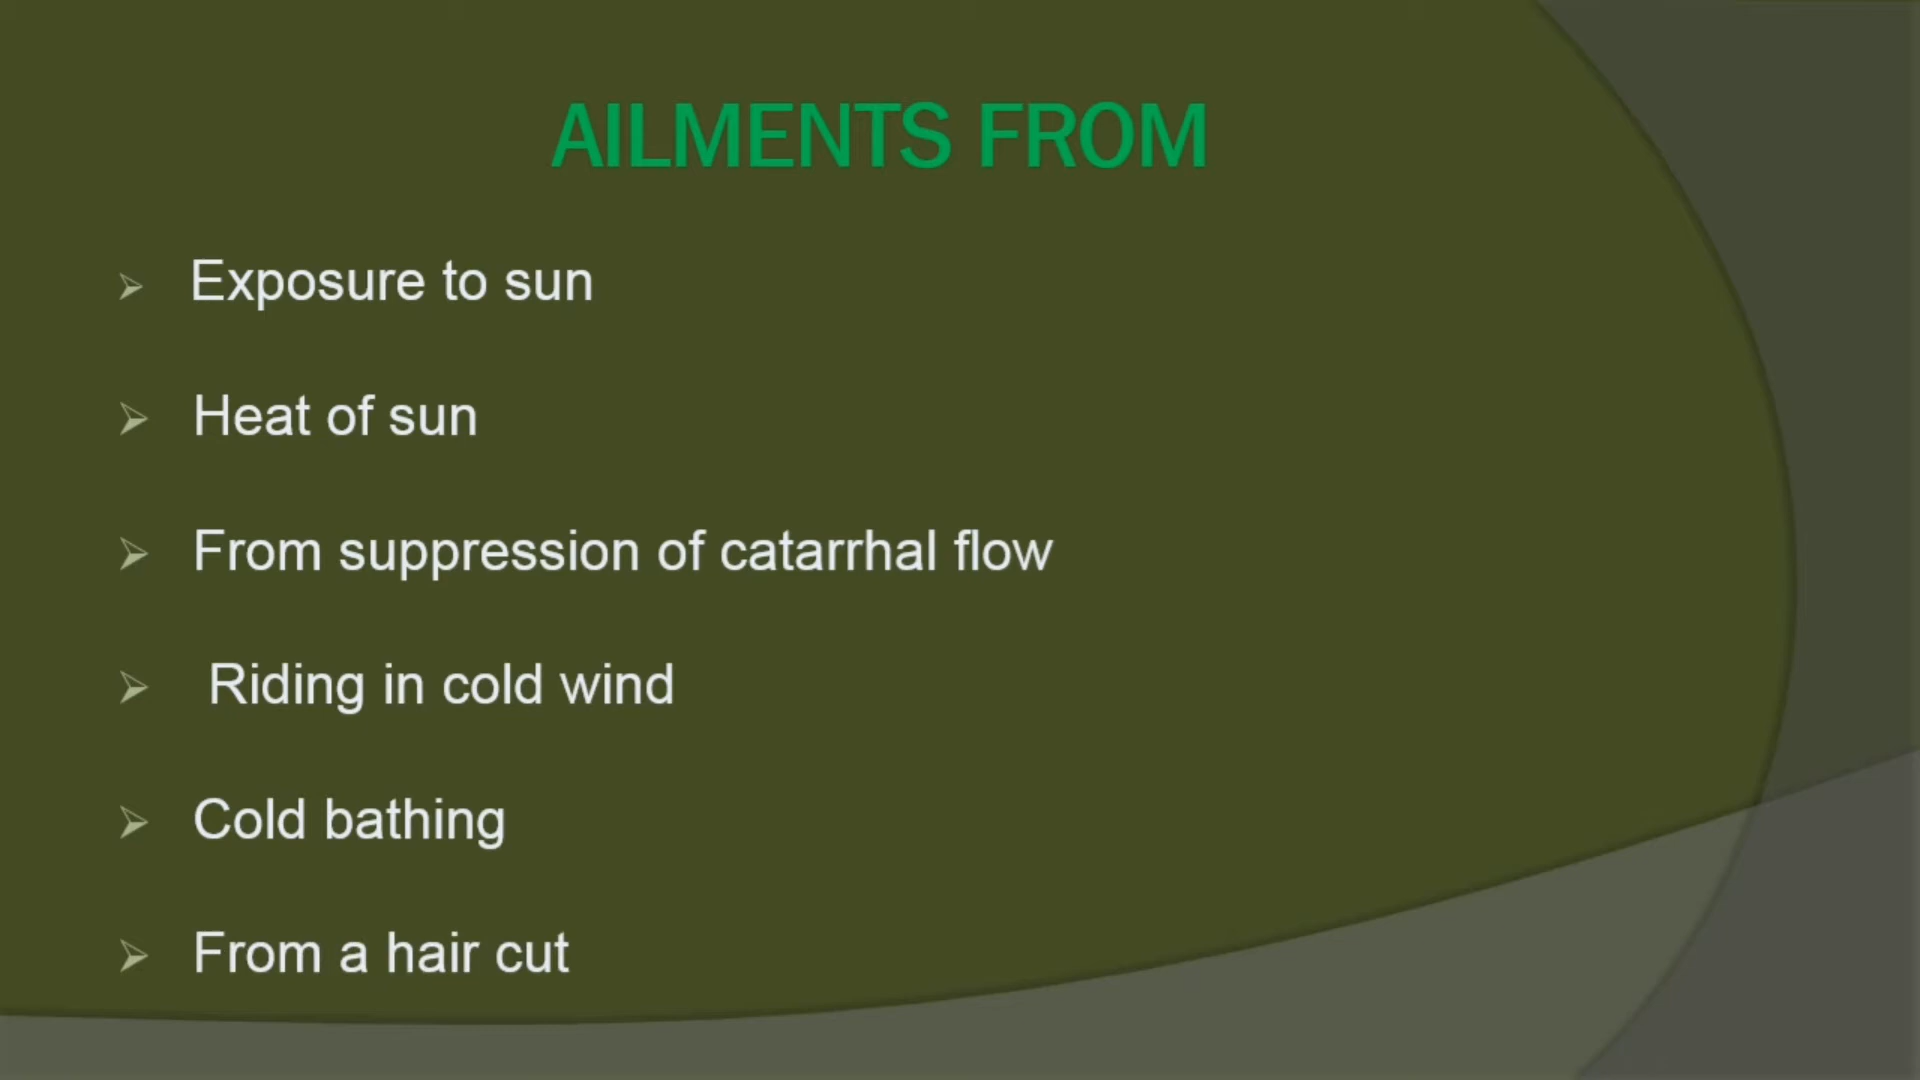 AILMENTS FROM
Exposure to sun
Heat of sun
From suppression of catarrhal flow
Riding in cold wind
Cold bathing
From a hair cut